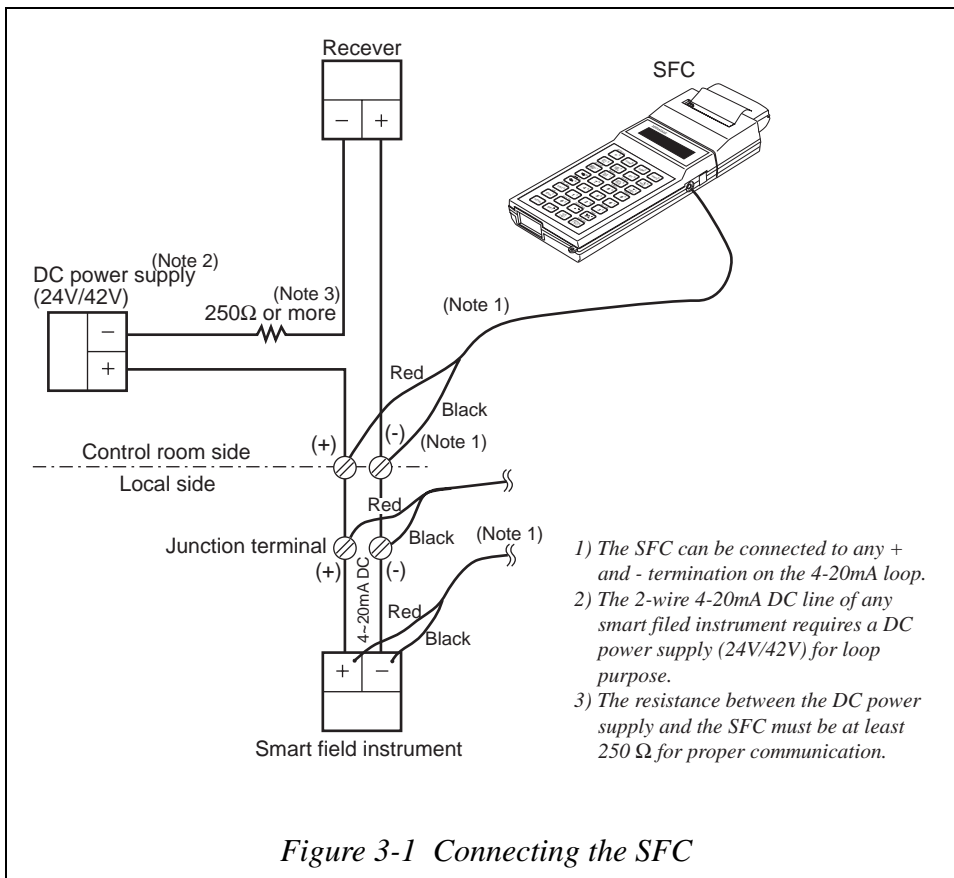 Recever
SFC
− +
(Note 2)
DC power supply
(24V/42V)
(Note 3)
250Ω or more
(Note 1)
−
+
Red
Black
(+) (-)
(Note 1)
Control room side
Local side
Red
Junction terminal
Black
(Note 1)
(+) (-)
4~20mA DC
Red
Black
+ −
Smart field instrument
1) The SFC can be connected to any +
and - termination on the 4-20mA loop.
2) The 2-wire 4-20mA DC line of any
smart filed instrument requires a DC
power supply (24V/42V) for loop
purpose.
3) The resistance between the DC power
supply and the SFC must be at least
250 Ω for proper communication.
Figure 3-1 Connecting the SFC